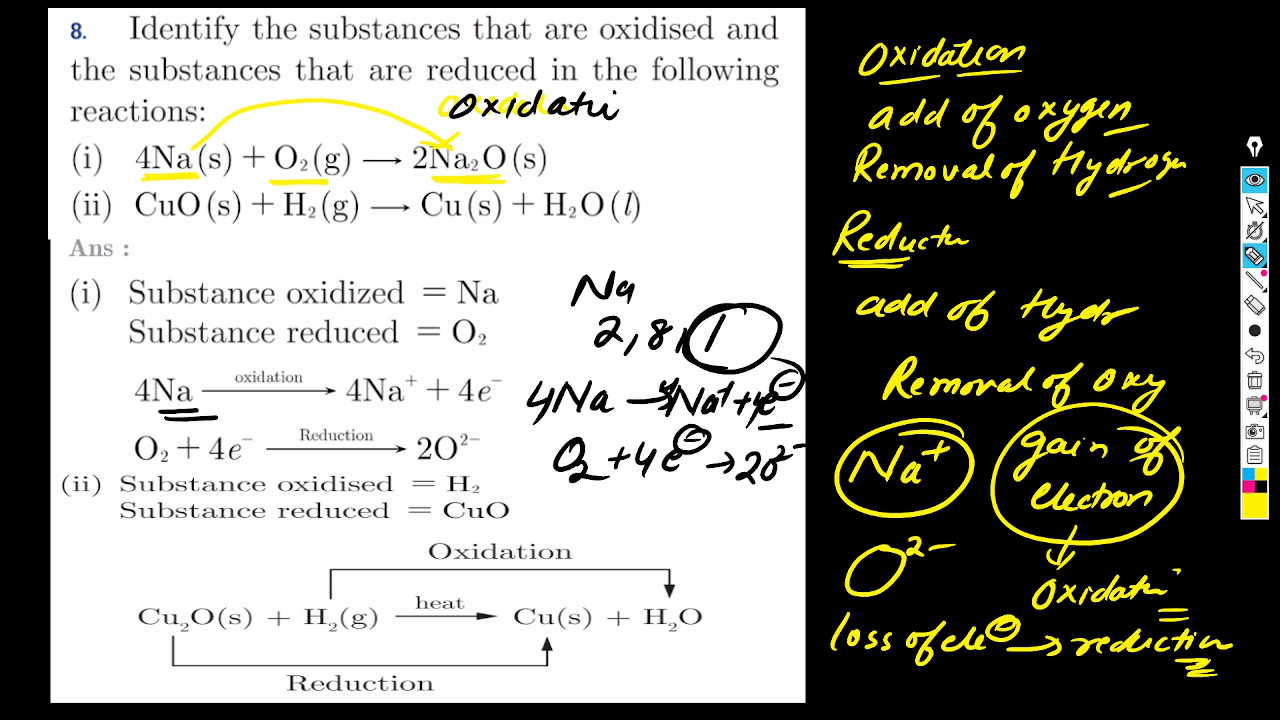 8. Identify the substances that are oxidised and
the substances that are reduced in the following
reactions:
Oxidati
(i) 4Na(s) + O₂(g) ⟶ 2Na₂O(s)
(ii) CuO(s) + H₂(g) ⟶ Cu(s) + H₂O(l)
Ans :
(i) Substance oxidized = Na
Substance reduced = O₂
4Na oxidation ⟶ 4Na⁺ + 4e⁻
O₂ + 4e⁻ Reduction ⟶ 2O²⁻
(ii) Substance oxidised = H₂
Substance reduced = CuO
Oxidation
Cu₂O(s) + H₂(g) heat ⟶ Cu(s) + H₂O
Reduction
Na
2,8,1
4Na → 4Na⁺ + 4e⁻
O₂ + 4e⁻ → 2O²⁻
Oxidation
add of oxygen
Removal of Hydrogn
Reductn
add of Hydr
Removal of oxy
Na⁺
gain of
electron
O²⁻
Oxidatn
loss of ele⁻ → reduction